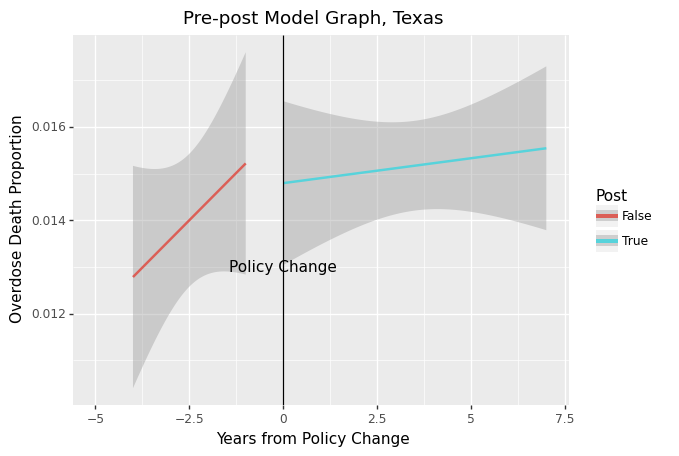 Pre-post Model Graph, Texas
Overdose Death Proportion
0.016
0.014
0.012
Policy Change
−5
−2.5
0
2.5
5
7.5
Years from Policy Change
Post
False
True